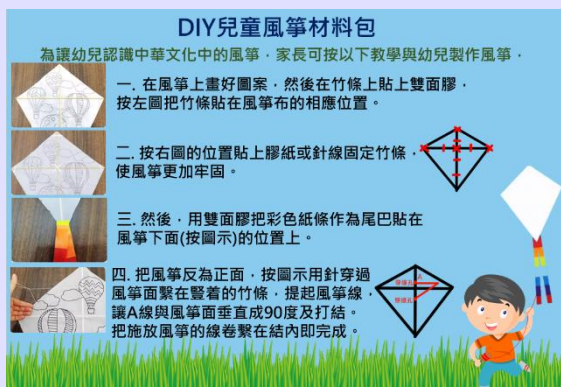 DIY兒童風箏材料包
為讓幼兒認識中華文化中的風箏，家長可按以下教學與幼兒製作風箏．
一. 在風箏上畫好圖案，然後在竹條上貼上雙面膠，
按左圖把竹條貼在風箏布的相應位置。
二. 按右圖的位置貼上膠紙或針線固定竹條，
使風箏更加牢固。
三. 然後，用雙面膠把彩色紙條作為尾巴貼在
風箏下面(按圖示)的位置上。
四. 把風箏反為正面，按圖示用針穿過
風箏面緊在豎着的竹條，提起風箏線，
讓A線與風箏面垂直成90度及打結。
把施放風箏的線卷繫在結內即完成。
A